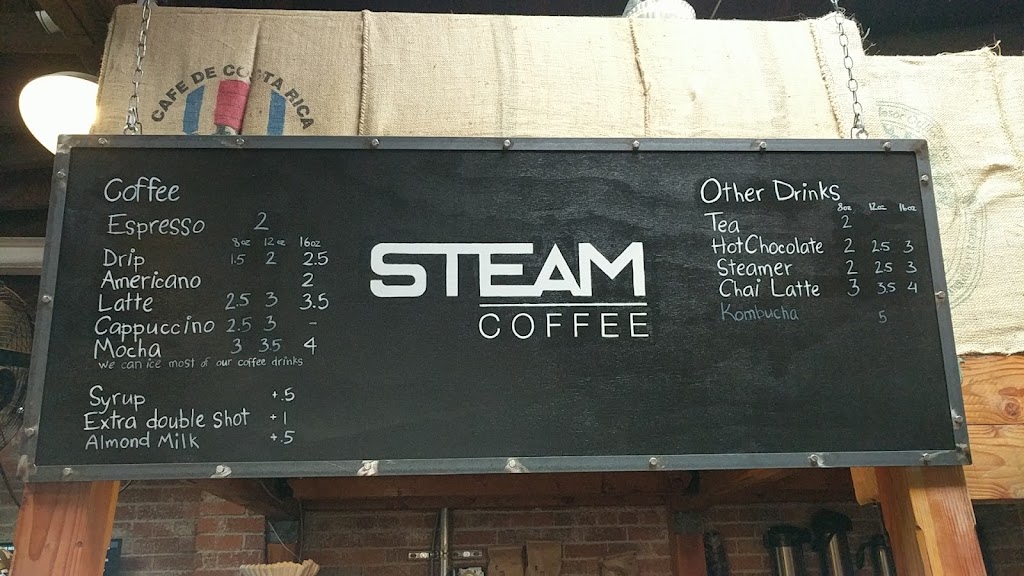 CAFE DE COSTA RICA
Coffee
Espresso 2
8oz 12oz 16oz
Drip 1.5 2 2.5
Americano 2
Latte 2.5 3 3.5
Cappuccino 2.5 3 -
Mocha 3 3.5 4
we can ice most of our coffee drinks
Syrup +.5
Extra double shot +1
Almond Milk +.5
STEAM
COFFEE
Other Drinks
8oz 12oz 16oz
Tea 2
Hot Chocolate 2 2.5 3
Steamer 2 2.5 3
Chai Latte 3 3.5 4
Kombucha 5